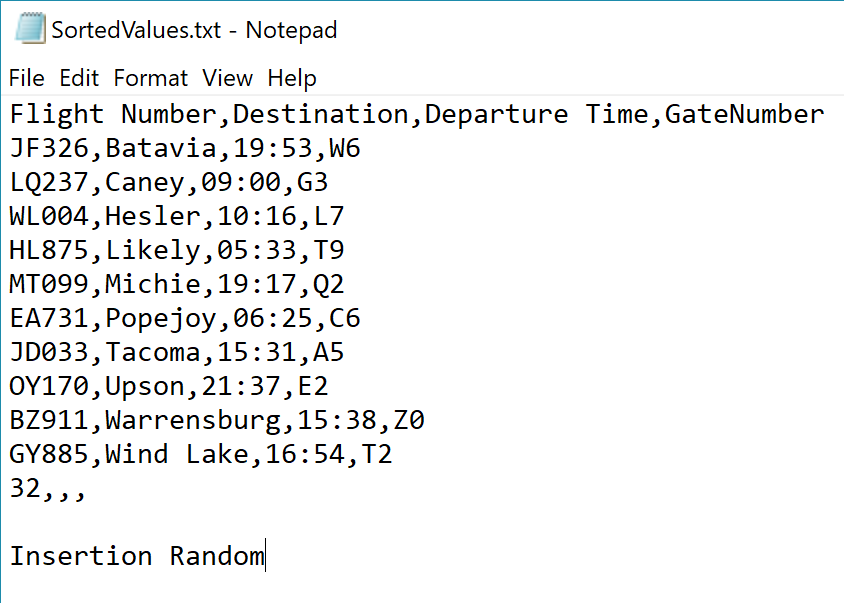 SortedValues.txt - Notepad
File Edit Format View Help
Flight Number,Destination,Departure Time,GateNumber
JF326,Batavia,19:53,W6
LQ237,Caney,09:00,G3
WL004,Hesler,10:16,L7
HL875,Likely,05:33,T9
MT099,Michie,19:17,Q2
EA731,Popejoy,06:25,C6
JD033,Tacoma,15:31,A5
OY170,Upson,21:37,E2
BZ911,Warrensburg,15:38,Z0
GY885,Wind Lake,16:54,T2
32,,,
Insertion Random